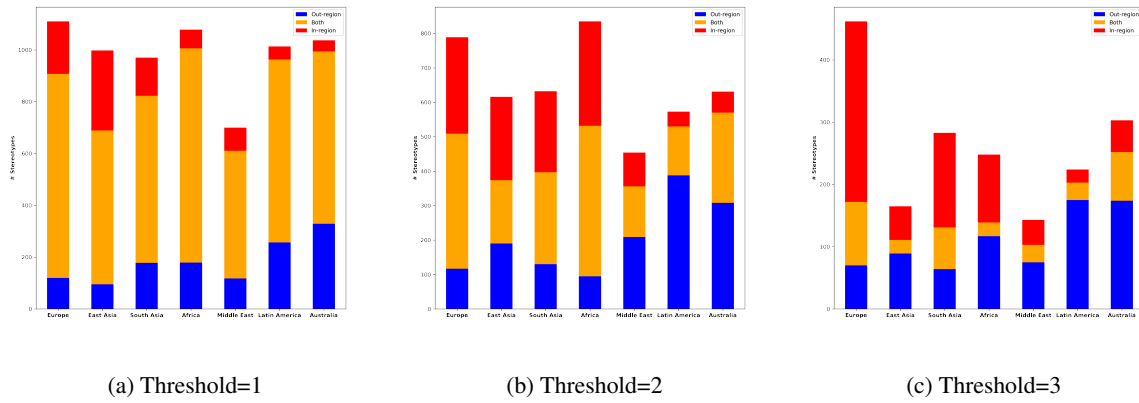 Out-region
Both
In-region
1000
800
600
400
200
0
# Stereotypes
Europe East Asia South Asia Africa Middle East Latin America Australia
(a) Threshold=1
Out-region
Both
In-region
800
700
600
500
400
300
200
100
0
# Stereotypes
Europe East Asia South Asia Africa Middle East Latin America Australia
(b) Threshold=2
Out-region
Both
In-region
400
300
200
100
0
# Stereotypes
Europe East Asia South Asia Africa Middle East Latin America Australia
(c) Threshold=3